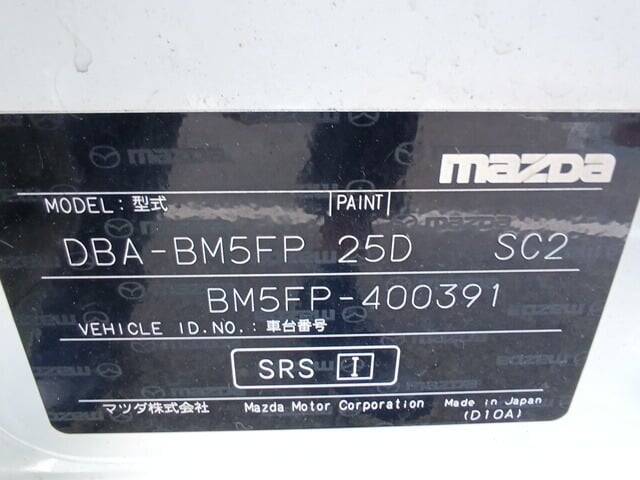 mazda
MODEL: 型式 PAINT
DBA-BM5FP 25D SC2
BM5FP-400391
VEHICLE ID.NO.: 車台番号
SRS I
マツダ株式会社 Mazda Motor Corporation Made in Japan
(D10A)